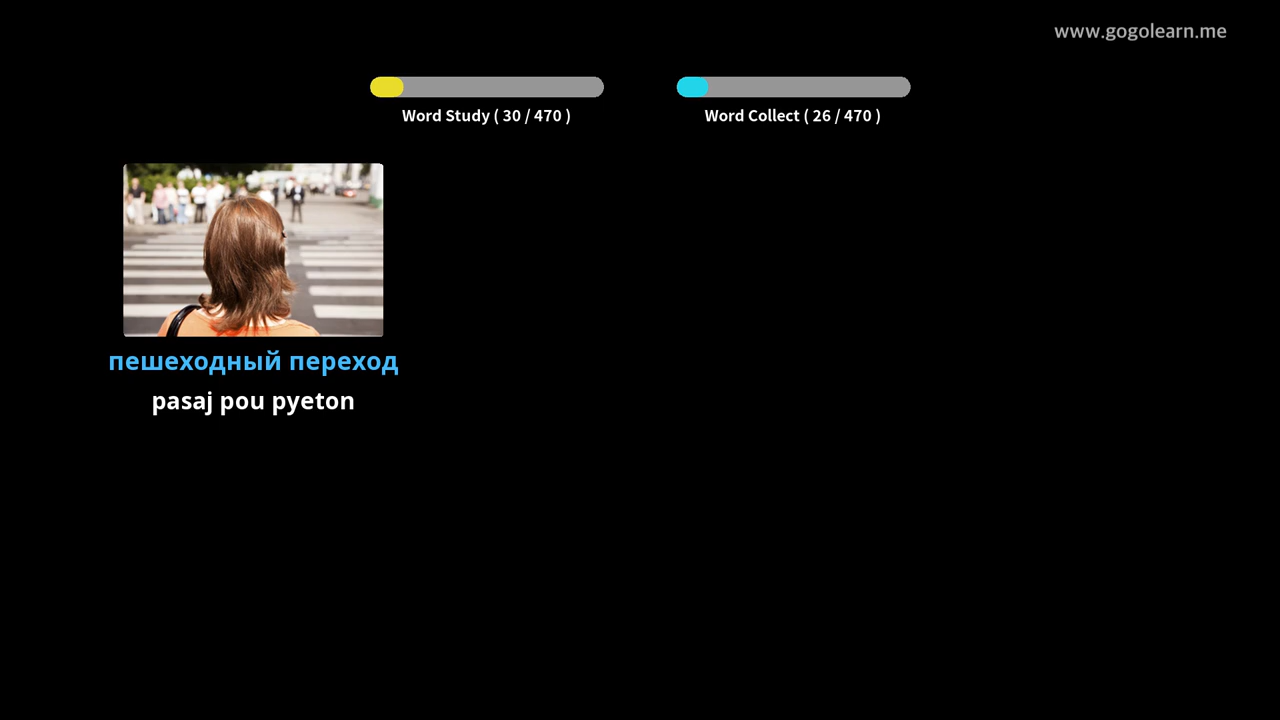 www.gogolearn.me
Word Study ( 30 / 470 )
Word Collect ( 26 / 470 )
пешеходный переход
pasaj pou pyeton